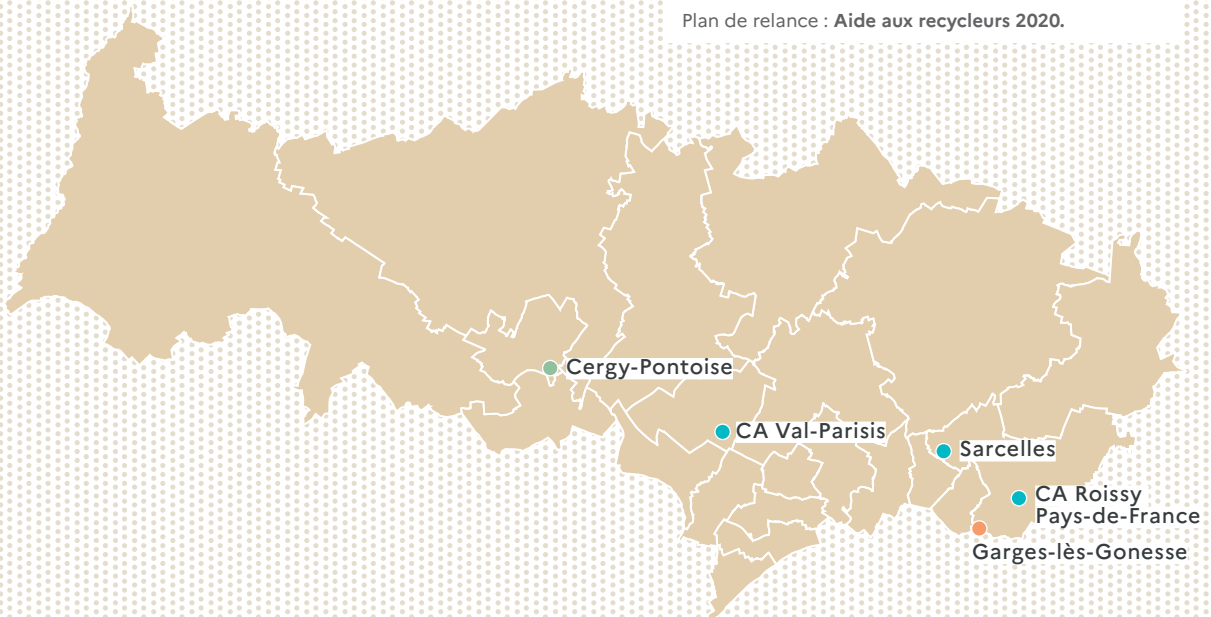 Plan de relance : Aide aux recycleurs 2020.
Cergy-Pontoise
CA Val-Parisis
Sarcelles
CA Roissy
Pays-de-France
Garges-lès-Gonesse